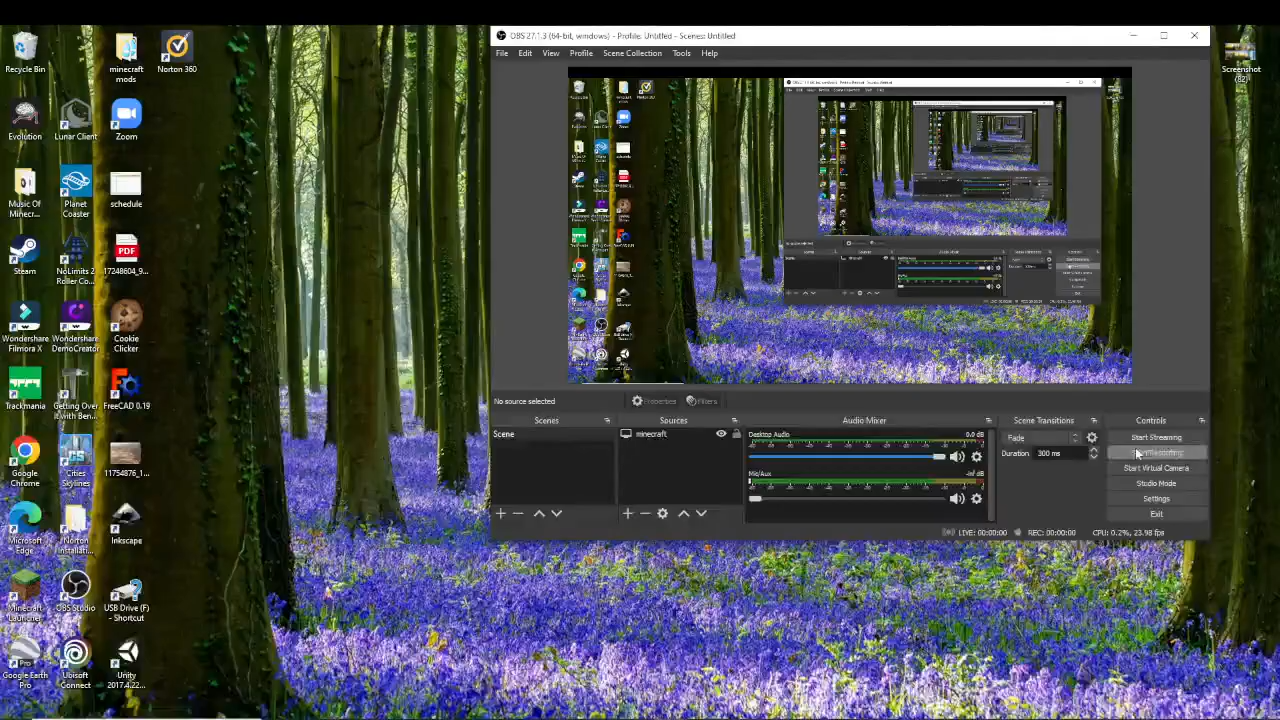 Recycle Bin
minecraft
mods
Norton 360
Evolution
Lunar Client
Zoom
Music Of
Minecr...
Planet
Coaster
schedule
Steam
NoLimits 2
Roller Co...
PDF
17248604_9...
Wondershare
Filmora X
Wondershare
DemoCreator
Cookie
Clicker
Trackmania
Getting Over
It with Ben...
FreeCAD 0.19
Google
Chrome
Cities
Skylines
11754876_1...
Microsoft
Edge
Norton
Installati...
Inkscape
Minecraft
Launcher
OBS Studio
USB Drive (F)
- Shortcut
Pro
Google Earth
Pro
Ubisoft
Connect
Unity
2017.4.22...
OBS 27.1.3 (64-bit, windows) - Profile: Untitled - Scenes: Untitled
File Edit View Profile Scene Collection Tools Help
No source selected
Properties
Filters
Scenes
Scene
Sources
minecraft
Audio Mixer
Desktop Audio
0.0 dB
Mic/Aux
-inf dB
Scene Transitions
Fade
Duration 300 ms
Controls
Start Streaming
Start Recording
Start Virtual Camera
Studio Mode
Settings
Exit
LIVE: 00:00:00
REC: 00:00:00
CPU: 0.2%, 23.98 fps
Screenshot
(82)